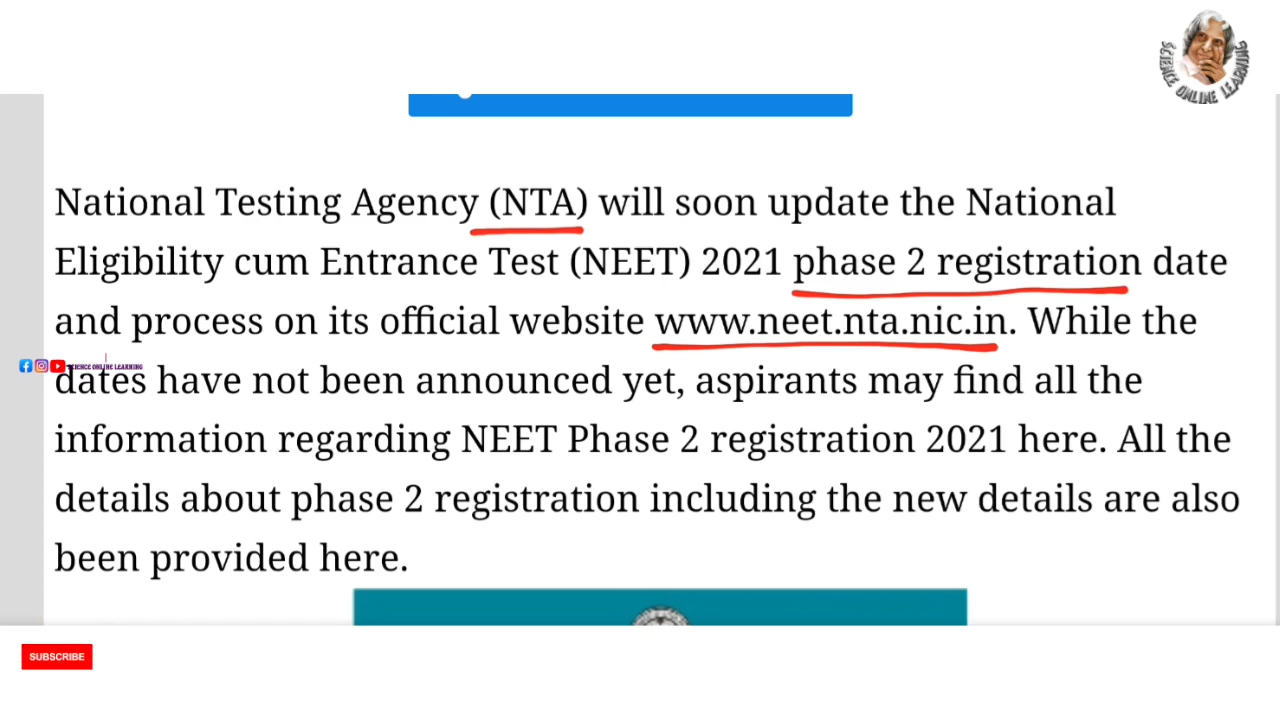 SCIENCE ONLINE LEARNING
National Testing Agency (NTA) will soon update the National
Eligibility cum Entrance Test (NEET) 2021 phase 2 registration date
and process on its official website www.neet.nta.nic.in. While the
SCIENCE ONLINE LEARNING
dates have not been announced yet, aspirants may find all the
information regarding NEET Phase 2 registration 2021 here. All the
details about phase 2 registration including the new details are also
been provided here.
SUBSCRIBE